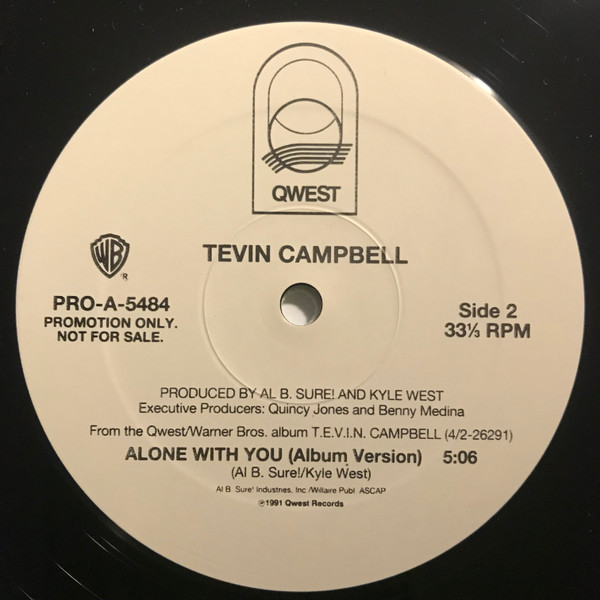 QWEST
TEVIN CAMPBELL
WB
R
PRO-A-5484
PROMOTION ONLY.
NOT FOR SALE.
Side 2
33⅓ RPM
PRODUCED BY AL B. SURE! AND KYLE WEST
Executive Producers: Quincy Jones and Benny Medina
From the Qwest/Warner Bros. album T.E.V.I.N. CAMPBELL (4/2-26291)
ALONE WITH YOU (Album Version) 5:06
(Al B. Sure!/Kyle West)
Al B. Sure! Industries, Inc./Willaire Publ. ASCAP
℗1991 Qwest Records